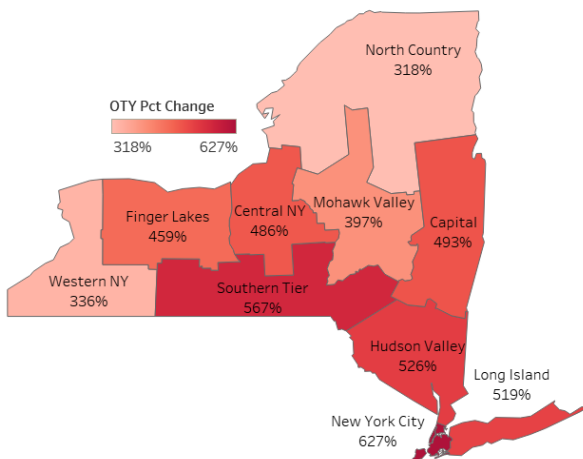 North Country
318%
OTY Pct Change
318% 627%
Finger Lakes
459%
Central NY
486%
Mohawk Valley
397%
Capital
493%
Western NY
336%
Southern Tier
567%
Hudson Valley
526%
Long Island
519%
New York City
627%